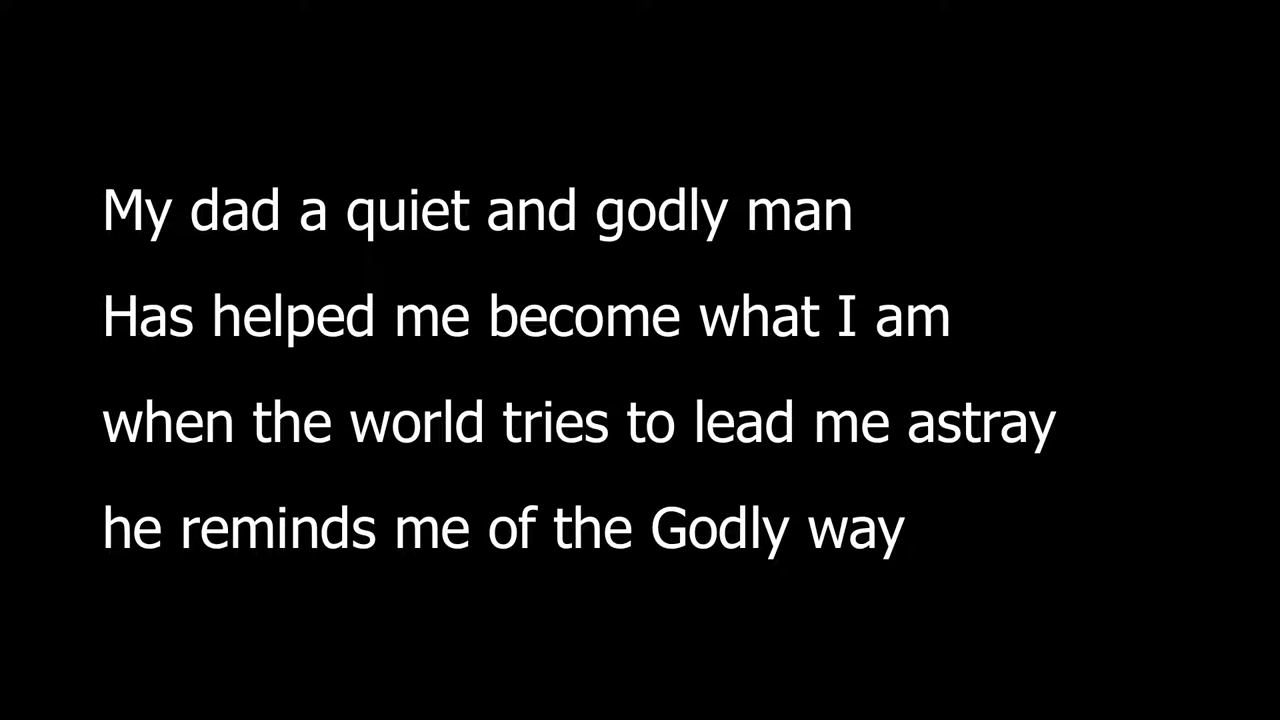 My dad a quiet and godly man
Has helped me become what I am
when the world tries to lead me astray
he reminds me of the Godly way